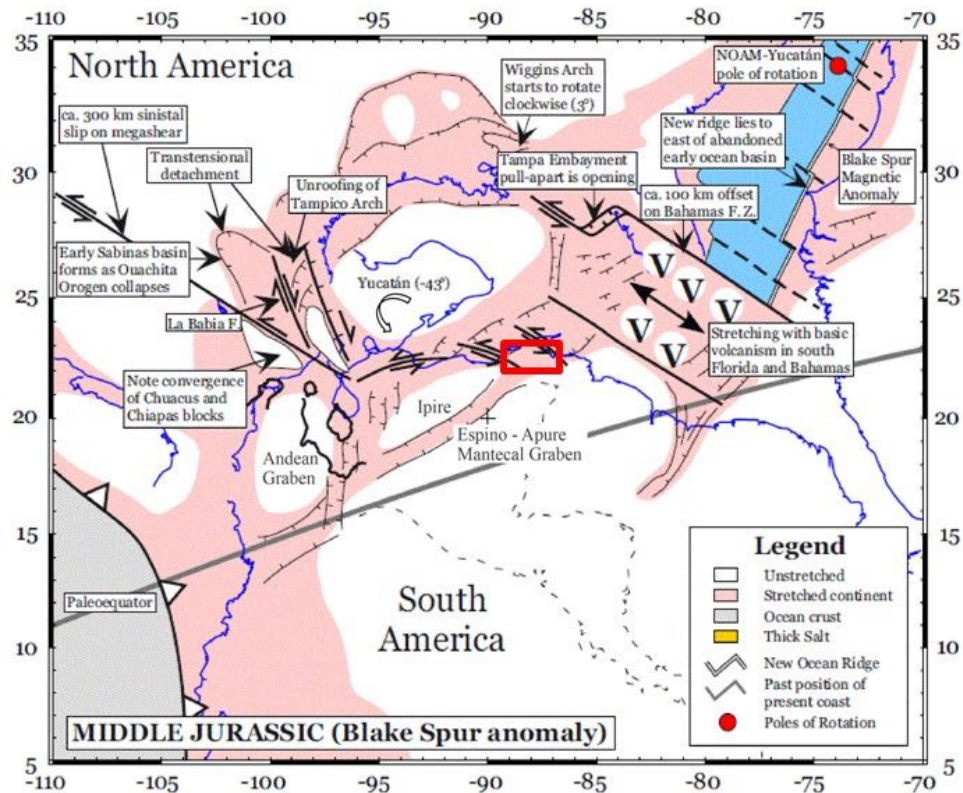 -110 -105 -100 -95 -90 -85 -80 -75 -70
35
35
North America
NOAM-Yucatán
pole of rotation
Wiggins Arch
starts to rotate
clockwise (3°)
ca. 300 km sinistal
slip on megashear
New ridge lies to
east of abandoned
early ocean basin
Transtensional
detachment
Tampa Embayment
pull-apart is opening
Blake Spur
Magnetic
Anomaly
30
30
Unroofing of
Tampico Arch
ca. 100 km offset
on Bahamas F. Z.
Early Sabinas basin
forms as Ouachita
Orogen collapses
Yucatán (-43°)
V
V
V
V
V
25
25
La Babia F.
Stretching with basic
volcanism in south
Florida and Bahamas
Note convergence
of Chuacus and
Chiapas blocks
20
20
Ipire
Espino - Apure
Mantecal Graben
Andean
Graben
15
15
Legend
Unstretched
Stretched continent
Ocean crust
Thick Salt
New Ocean Ridge
Past position of
present coast
Poles of Rotation
Paleoequator
South
America
10
10
MIDDLE JURASSIC (Blake Spur anomaly)
5
5
-110 -105 -100 -95 -90 -85 -80 -75 -70